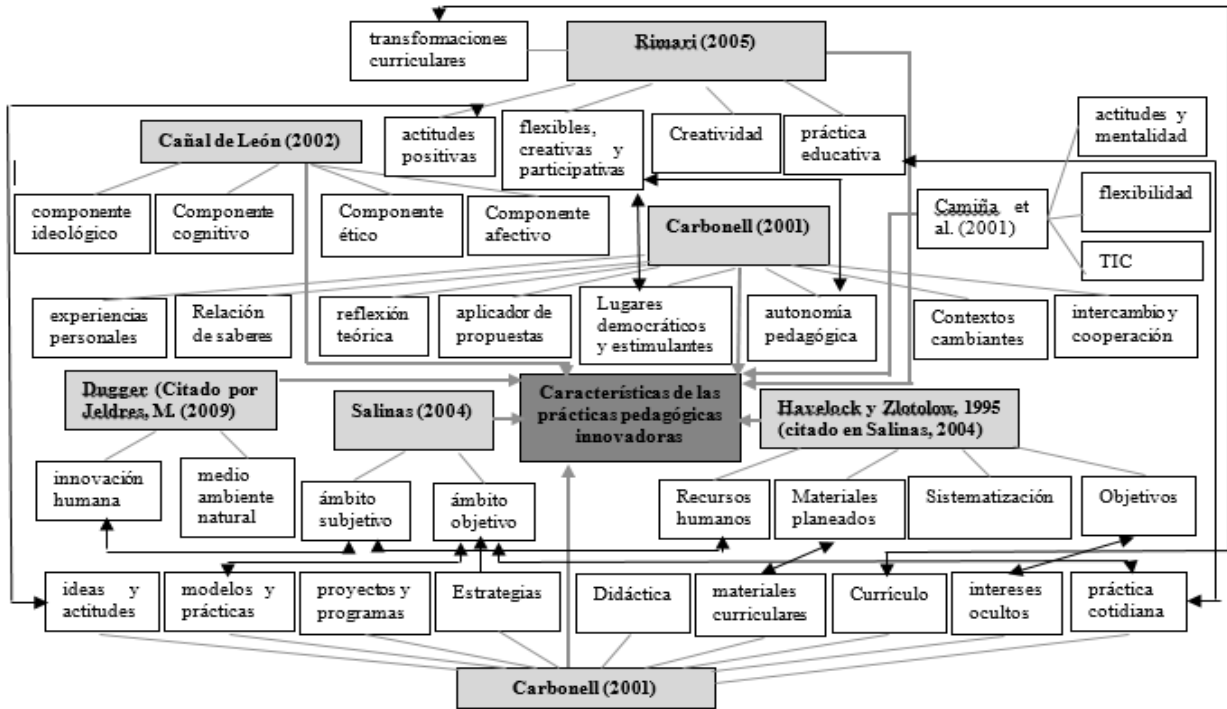 transformaciones
curriculares
Rimari (2005)
actitudes
positivas
flexibles,
creativas y
participativas
Creatividad
práctica
educativa
actitudes y
mentalidad
Cañal de León (2002)
Camiña et
al. (2001)
flexibilidad
TIC
componente
ideológico
Componente
cognitivo
Componente
ético
Componente
afectivo
Carbonell (2001)
experiencias
personales
Relación
de saberes
reflexión
teórica
aplicador de
propuestas
Lugares
democráticos
y estimulantes
autonomía
pedagógica
Contextos
cambiantes
intercambio y
cooperación
Dugger (Citado por
Jeldres, M. (2009)
Salinas (2004)
Características de las
prácticas pedagógicas
innovadoras
Havelock y Zlotolow, 1995
(citado en Salinas, 2004)
innovación
humana
medio
ambiente
natural
ámbito
subjetivo
ámbito
objetivo
Recursos
humanos
Materiales
planeados
Sistematización
Objetivos
ideas y
actitudes
modelos y
prácticas
proyectos y
programas
Estrategias
Didáctica
materiales
curriculares
Currículo
intereses
ocultos
práctica
cotidiana
Carbonell (2001)